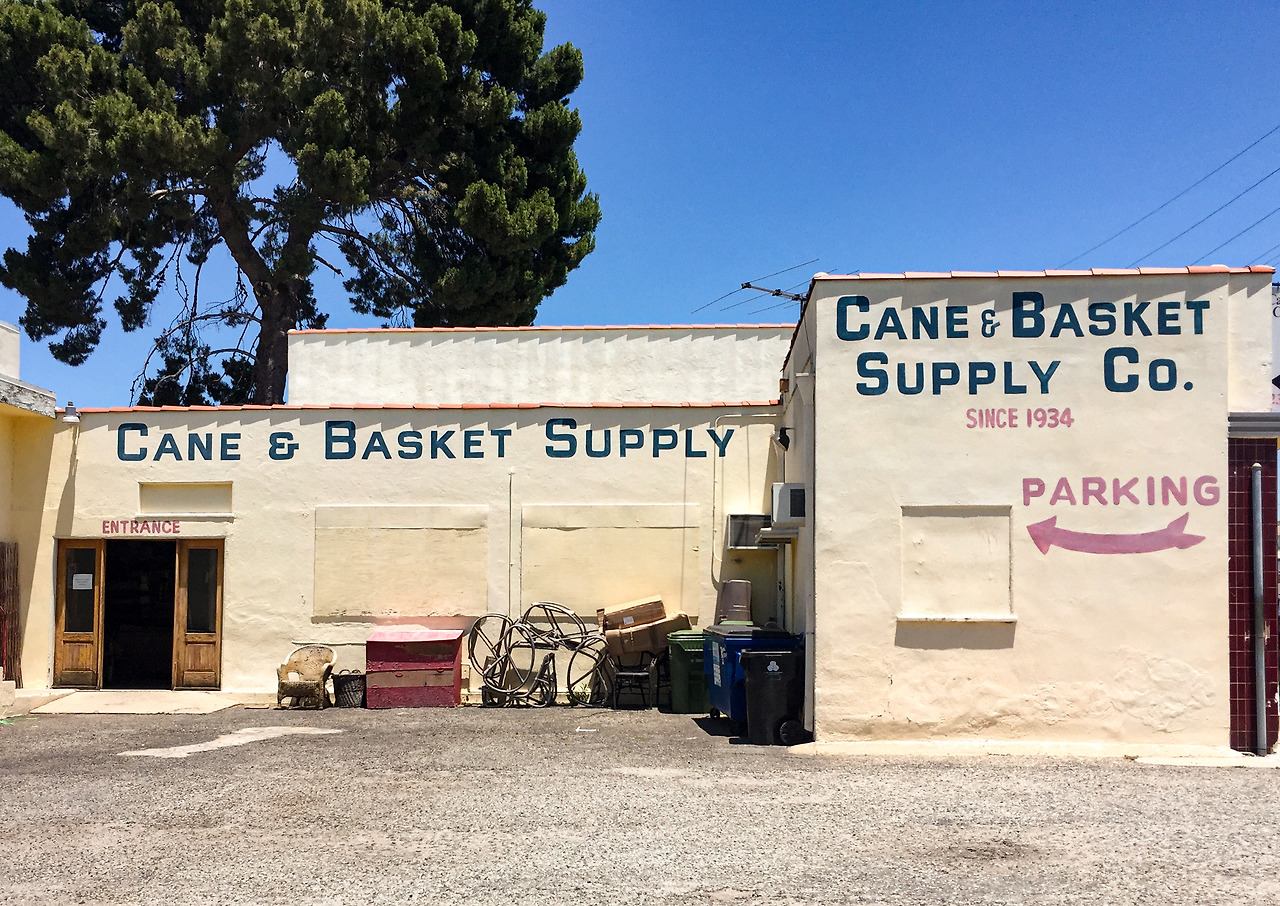 CANE & BASKET SUPPLY
ENTRANCE
CANE & BASKET
SUPPLY CO.
SINCE 1934
PARKING